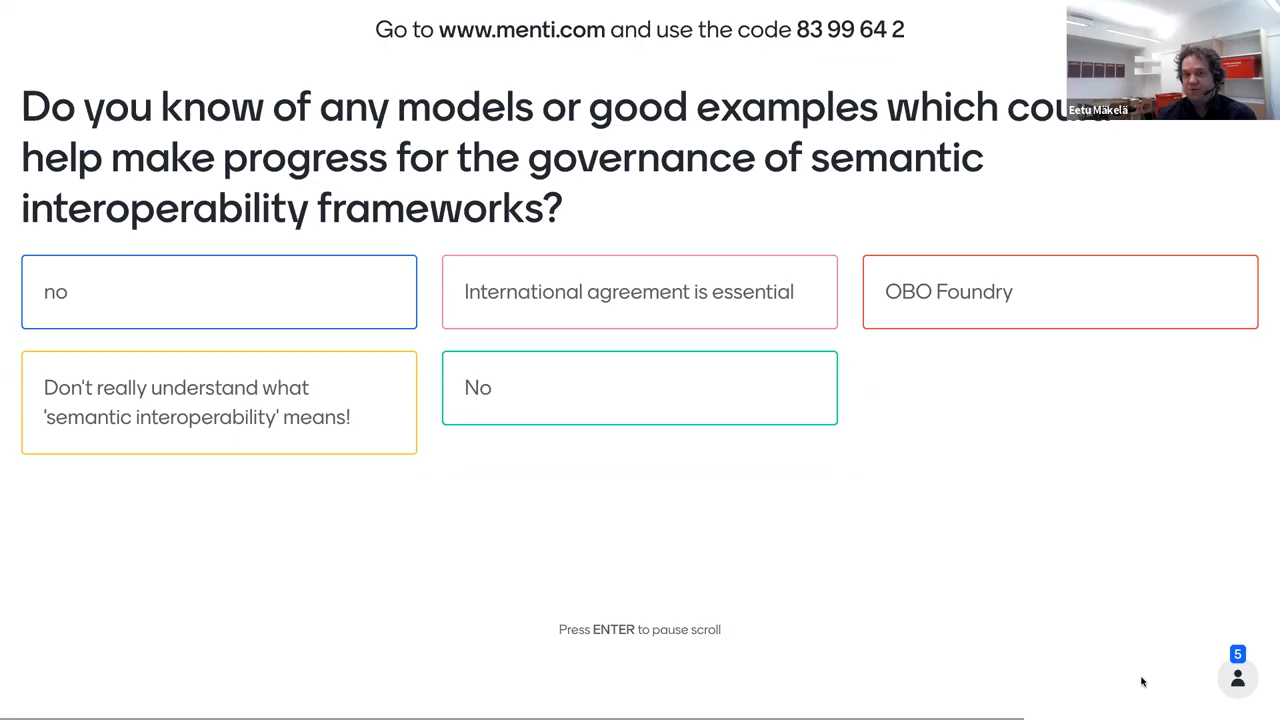 Go to www.menti.com and use the code 83 99 64 2
Eetu Mäkelä
Do you know of any models or good examples which could
help make progress for the governance of semantic
interoperability frameworks?
no
International agreement is essential
OBO Foundry
Don't really understand what
'semantic interoperability' means!
No
Press ENTER to pause scroll
5